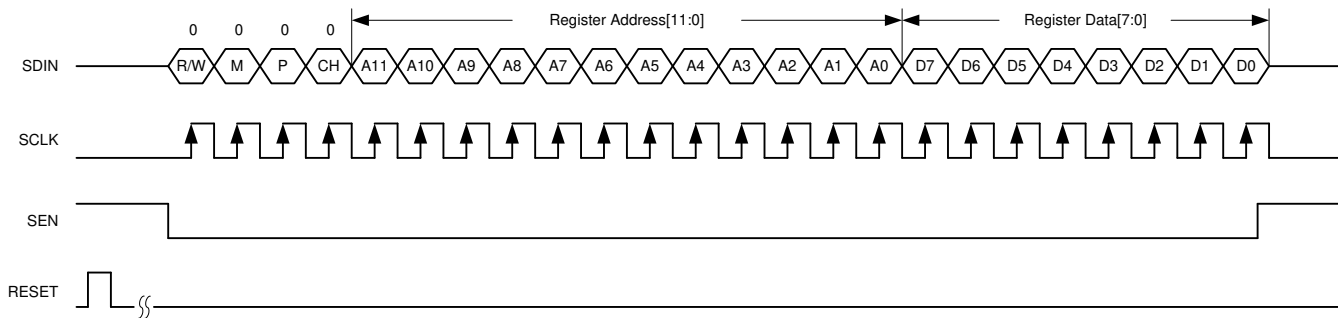 Register Address[11:0] Register Data[7:0]
0 0 0 0
SDIN R/W M P CH A11 A10 A9 A8 A7 A6 A5 A4 A3 A2 A1 A0 D7 D6 D5 D4 D3 D2 D1 D0
SCLK
SEN
RESET